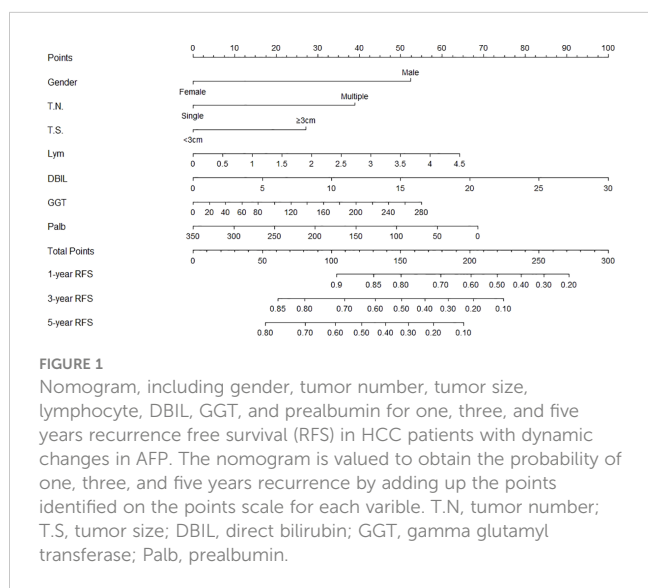 Points
0 10 20 30 40 50 60 70 80 90 100
Gender
Female
Male
T.N.
Single
Multiple
T.S.
<3cm
≥3cm
Lym
0 0.5 1 1.5 2 2.5 3 3.5 4 4.5
DBIL
0 5 10 15 20 25 30
GGT
0 20 40 60 80 120 160 200 240 280
Palb
350 300 250 200 150 100 50 0
Total Points
0 50 100 150 200 250 300
1-year RFS
0.9 0.85 0.80 0.70 0.60 0.50 0.40 0.30 0.20
3-year RFS
0.85 0.80 0.70 0.60 0.50 0.40 0.30 0.20 0.10
5-year RFS
0.80 0.70 0.60 0.50 0.40 0.30 0.20 0.10
FIGURE 1
Nomogram, including gender, tumor number, tumor size,
lymphocyte, DBIL, GGT, and prealbumin for one, three, and five
years recurrence free survival (RFS) in HCC patients with dynamic
changes in AFP. The nomogram is valued to obtain the probability of
one, three, and five years recurrence by adding up the points
identified on the points scale for each varible. T.N, tumor number;
T.S, tumor size; DBIL, direct bilirubin; GGT, gamma glutamyl
transferase; Palb, prealbumin.